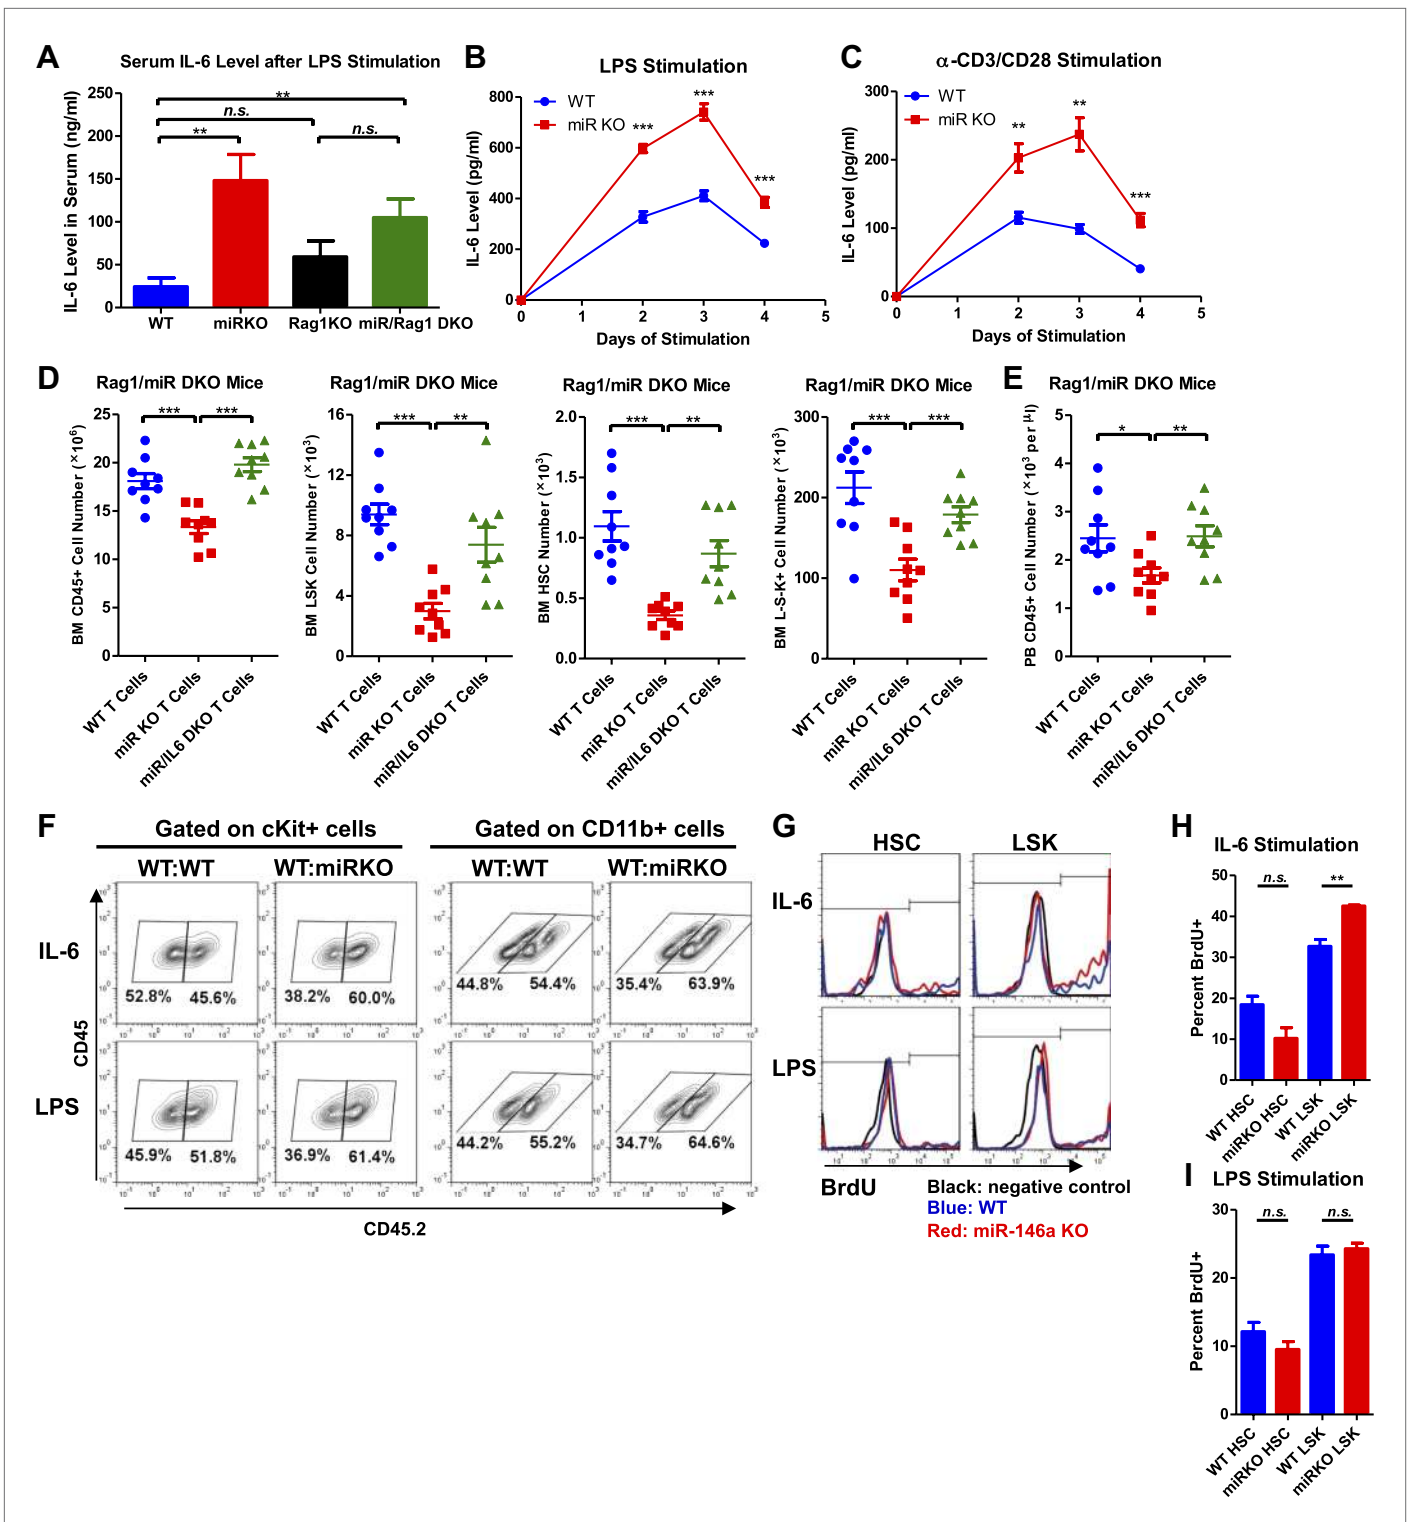 A
Serum IL-6 Level after LPS Stimulation
IL-6 Level in Serum (ng/ml)
250
200
150
100
50
0
**
n.s.
**
n.s.
WT
miRKO
Rag1KO
miR/Rag1 DKO
B
LPS Stimulation
WT
miR KO
IL-6 Level (pg/ml)
800
600
400
200
0
***
***
***
0 1 2 3 4 5
Days of Stimulation
C
α-CD3/CD28 Stimulation
WT
miR KO
IL-6 Level (pg/ml)
300
200
100
0
**
**
***
0 1 2 3 4 5
Days of Stimulation
D
Rag1/miR DKO Mice
BM CD45+ Cell Number (×10⁶)
25
20
15
10
5
0
*** ***
WT T Cells
miR KO T Cells
miR/IL6 DKO T Cells
Rag1/miR DKO Mice
BM LSK Cell Number (×10³)
16
12
8
4
0
*** **
WT T Cells
miR KO T Cells
miR/IL6 DKO T Cells
Rag1/miR DKO Mice
BM HSC Number (×10³)
2.0
1.5
1.0
0.5
0.0
*** **
WT T Cells
miR KO T Cells
miR/IL6 DKO T Cells
Rag1/miR DKO Mice
BM L-S-K+ Cell Number (×10³)
300
200
100
0
*** ***
WT T Cells
miR KO T Cells
miR/IL6 DKO T Cells
E
Rag1/miR DKO Mice
PB CD45+ Cell Number (×10³ per μl)
5
4
3
2
1
0
* **
WT T Cells
miR KO T Cells
miR/IL6 DKO T Cells
F
Gated on cKit+ cells Gated on CD11b+ cells
WT:WT WT:miRKO WT:WT WT:miRKO
IL-6
52.8% 45.6% 38.2% 60.0% 44.8% 54.4% 35.4% 63.9%
LPS
45.9% 51.8% 36.9% 61.4% 44.2% 55.2% 34.7% 64.6%
CD45
CD45.2
G
HSC LSK
IL-6
LPS
BrdU
Black: negative control
Blue: WT
Red: miR-146a KO
H
IL-6 Stimulation
Percent BrdU+
50
40
30
20
10
0
n.s. **
WT HSC
miRKO HSC
WT LSK
miRKO LSK
I
LPS Stimulation
Percent BrdU+
30
20
10
0
n.s. n.s.
WT HSC
miRKO HSC
WT LSK
miRKO LSK